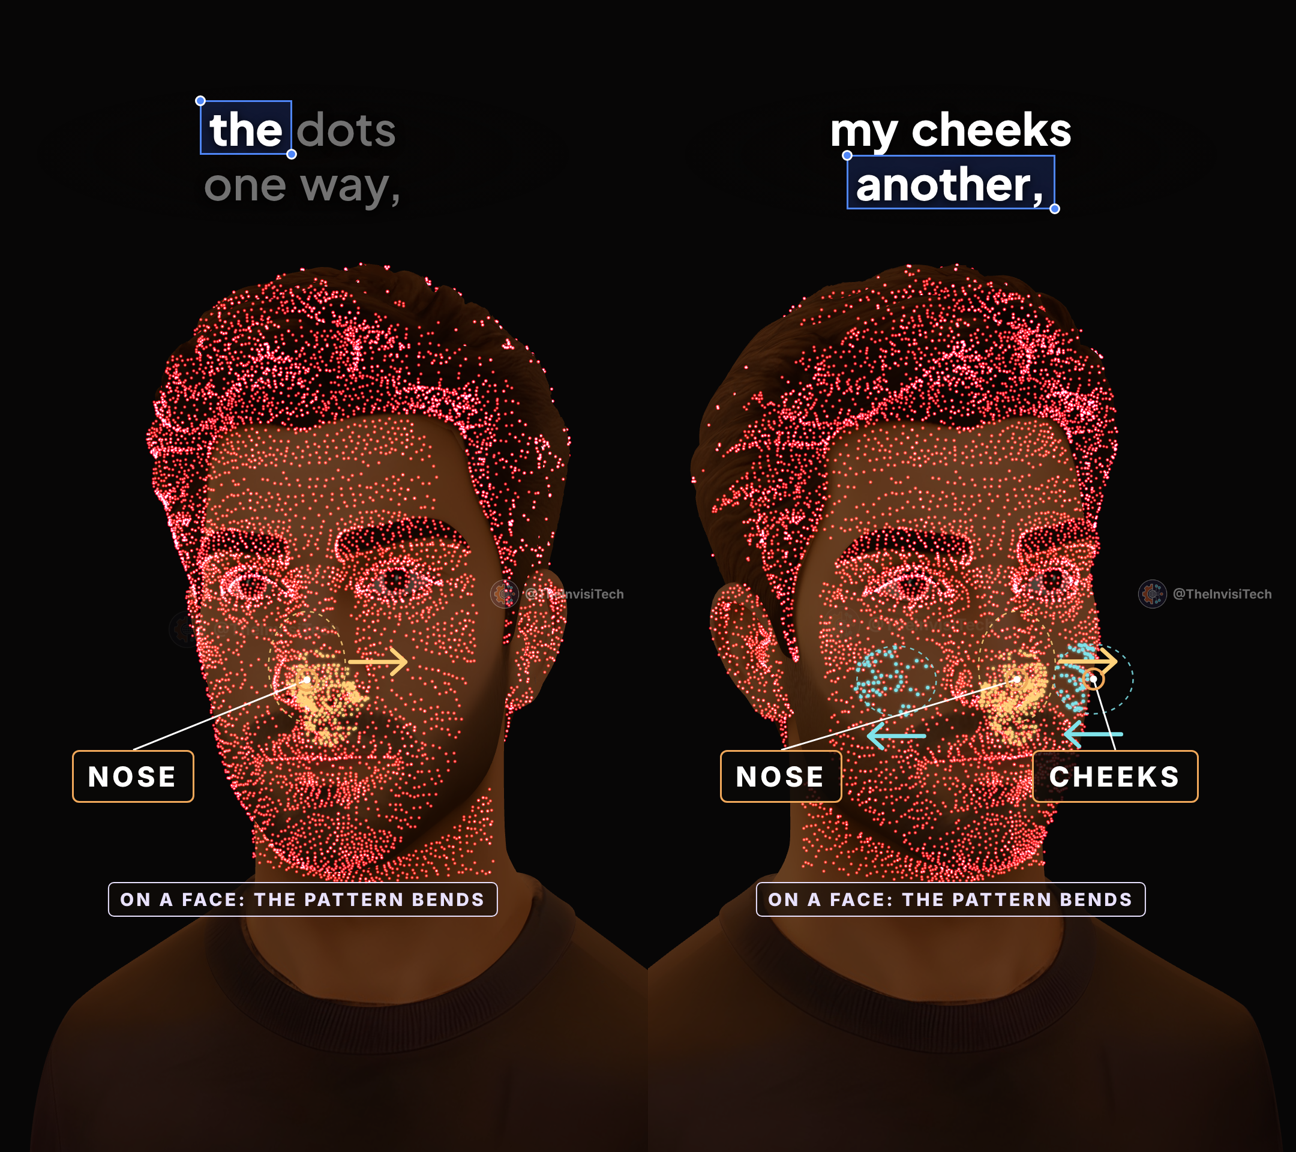 the dots
one way,
@TheInvisiTech
NOSE
ON A FACE: THE PATTERN BENDS
my cheeks
another,
@TheInvisiTech
NOSE
CHEEKS
ON A FACE: THE PATTERN BENDS